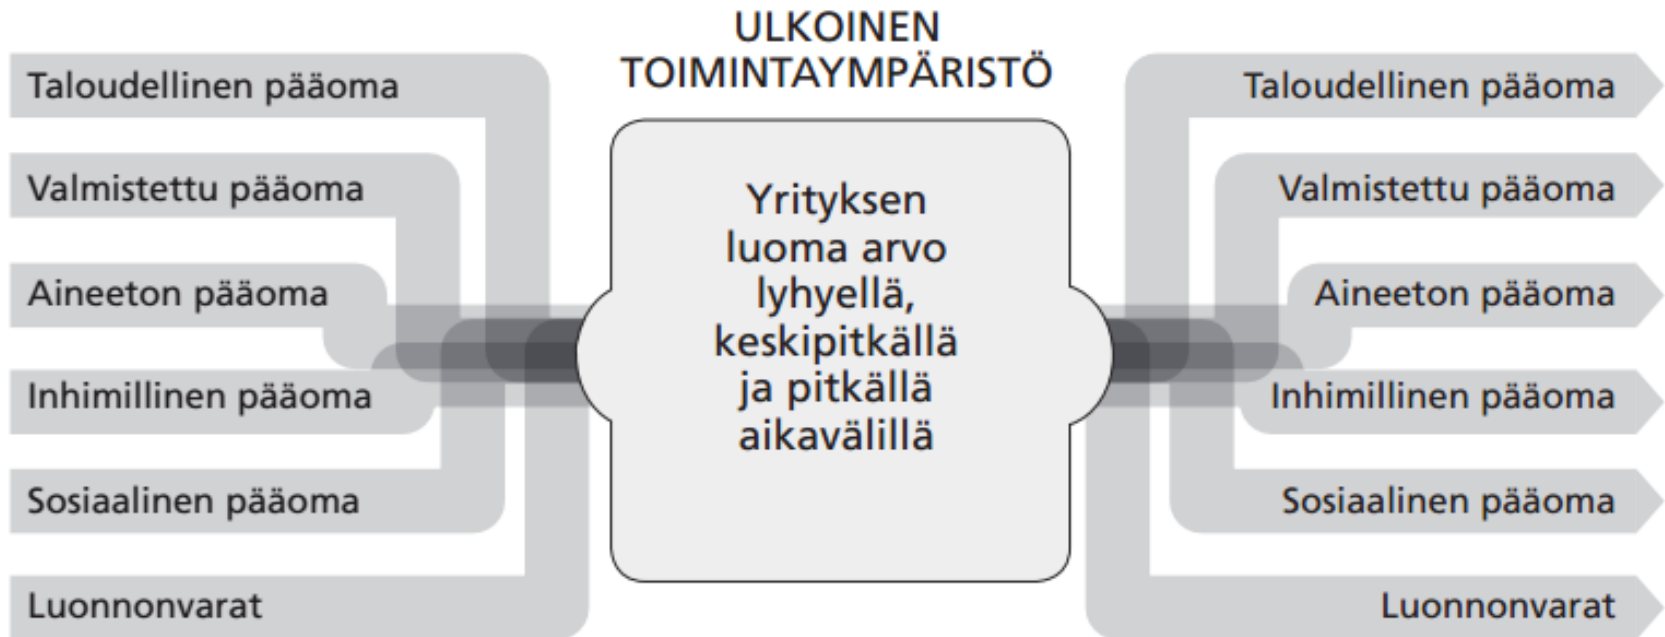 ULKOINEN
TOIMINTAYMPÄRISTÖ
Taloudellinen pääoma
Valmistettu pääoma
Aineeton pääoma
Inhimillinen pääoma
Sosiaalinen pääoma
Luonnonvarat
Yrityksen
luoma arvo
lyhyellä,
keskipitkällä
ja pitkällä
aikavälillä
Taloudellinen pääoma
Valmistettu pääoma
Aineeton pääoma
Inhimillinen pääoma
Sosiaalinen pääoma
Luonnonvarat